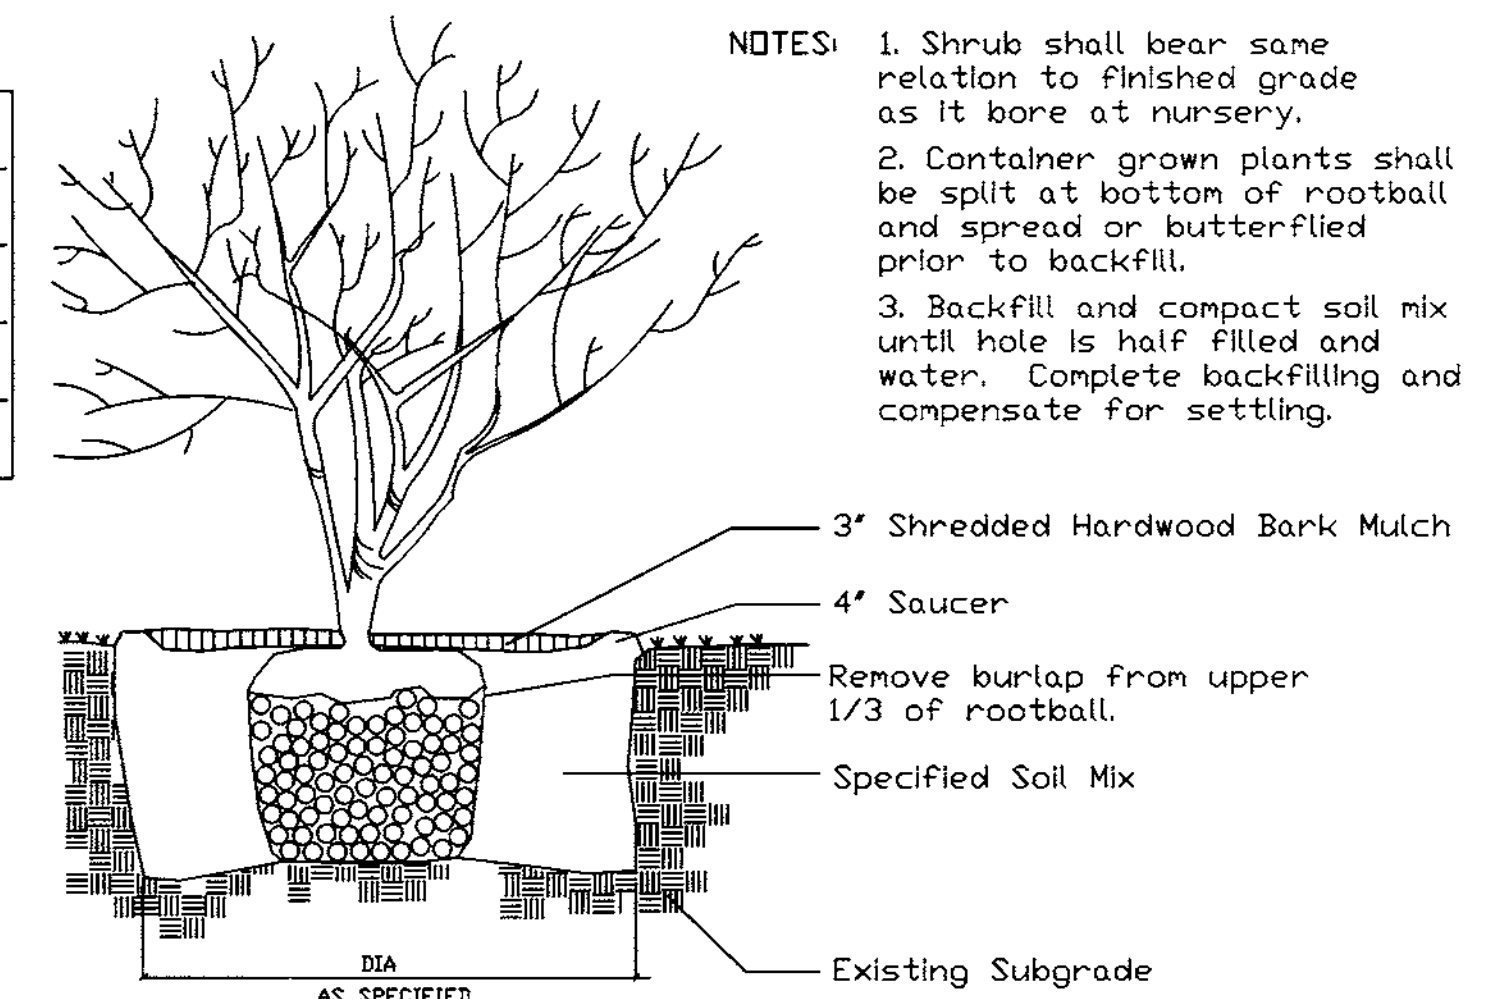 NOTES: 1. Shrub shall bear same
relation to finished grade
as it bore at nursery.
2. Container grown plants shall
be split at bottom of rootball
and spread or butterflied
prior to backfill.
3. Backfill and compact soil mix
until hole is half filled and
water. Complete backfilling and
compensate for settling.
3" Shredded Hardwood Bark Mulch
4" Saucer
Remove burlap from upper
1/3 of rootball.
Specified Soil Mix
Existing Subgrade
DIA
AS SPECIFIED